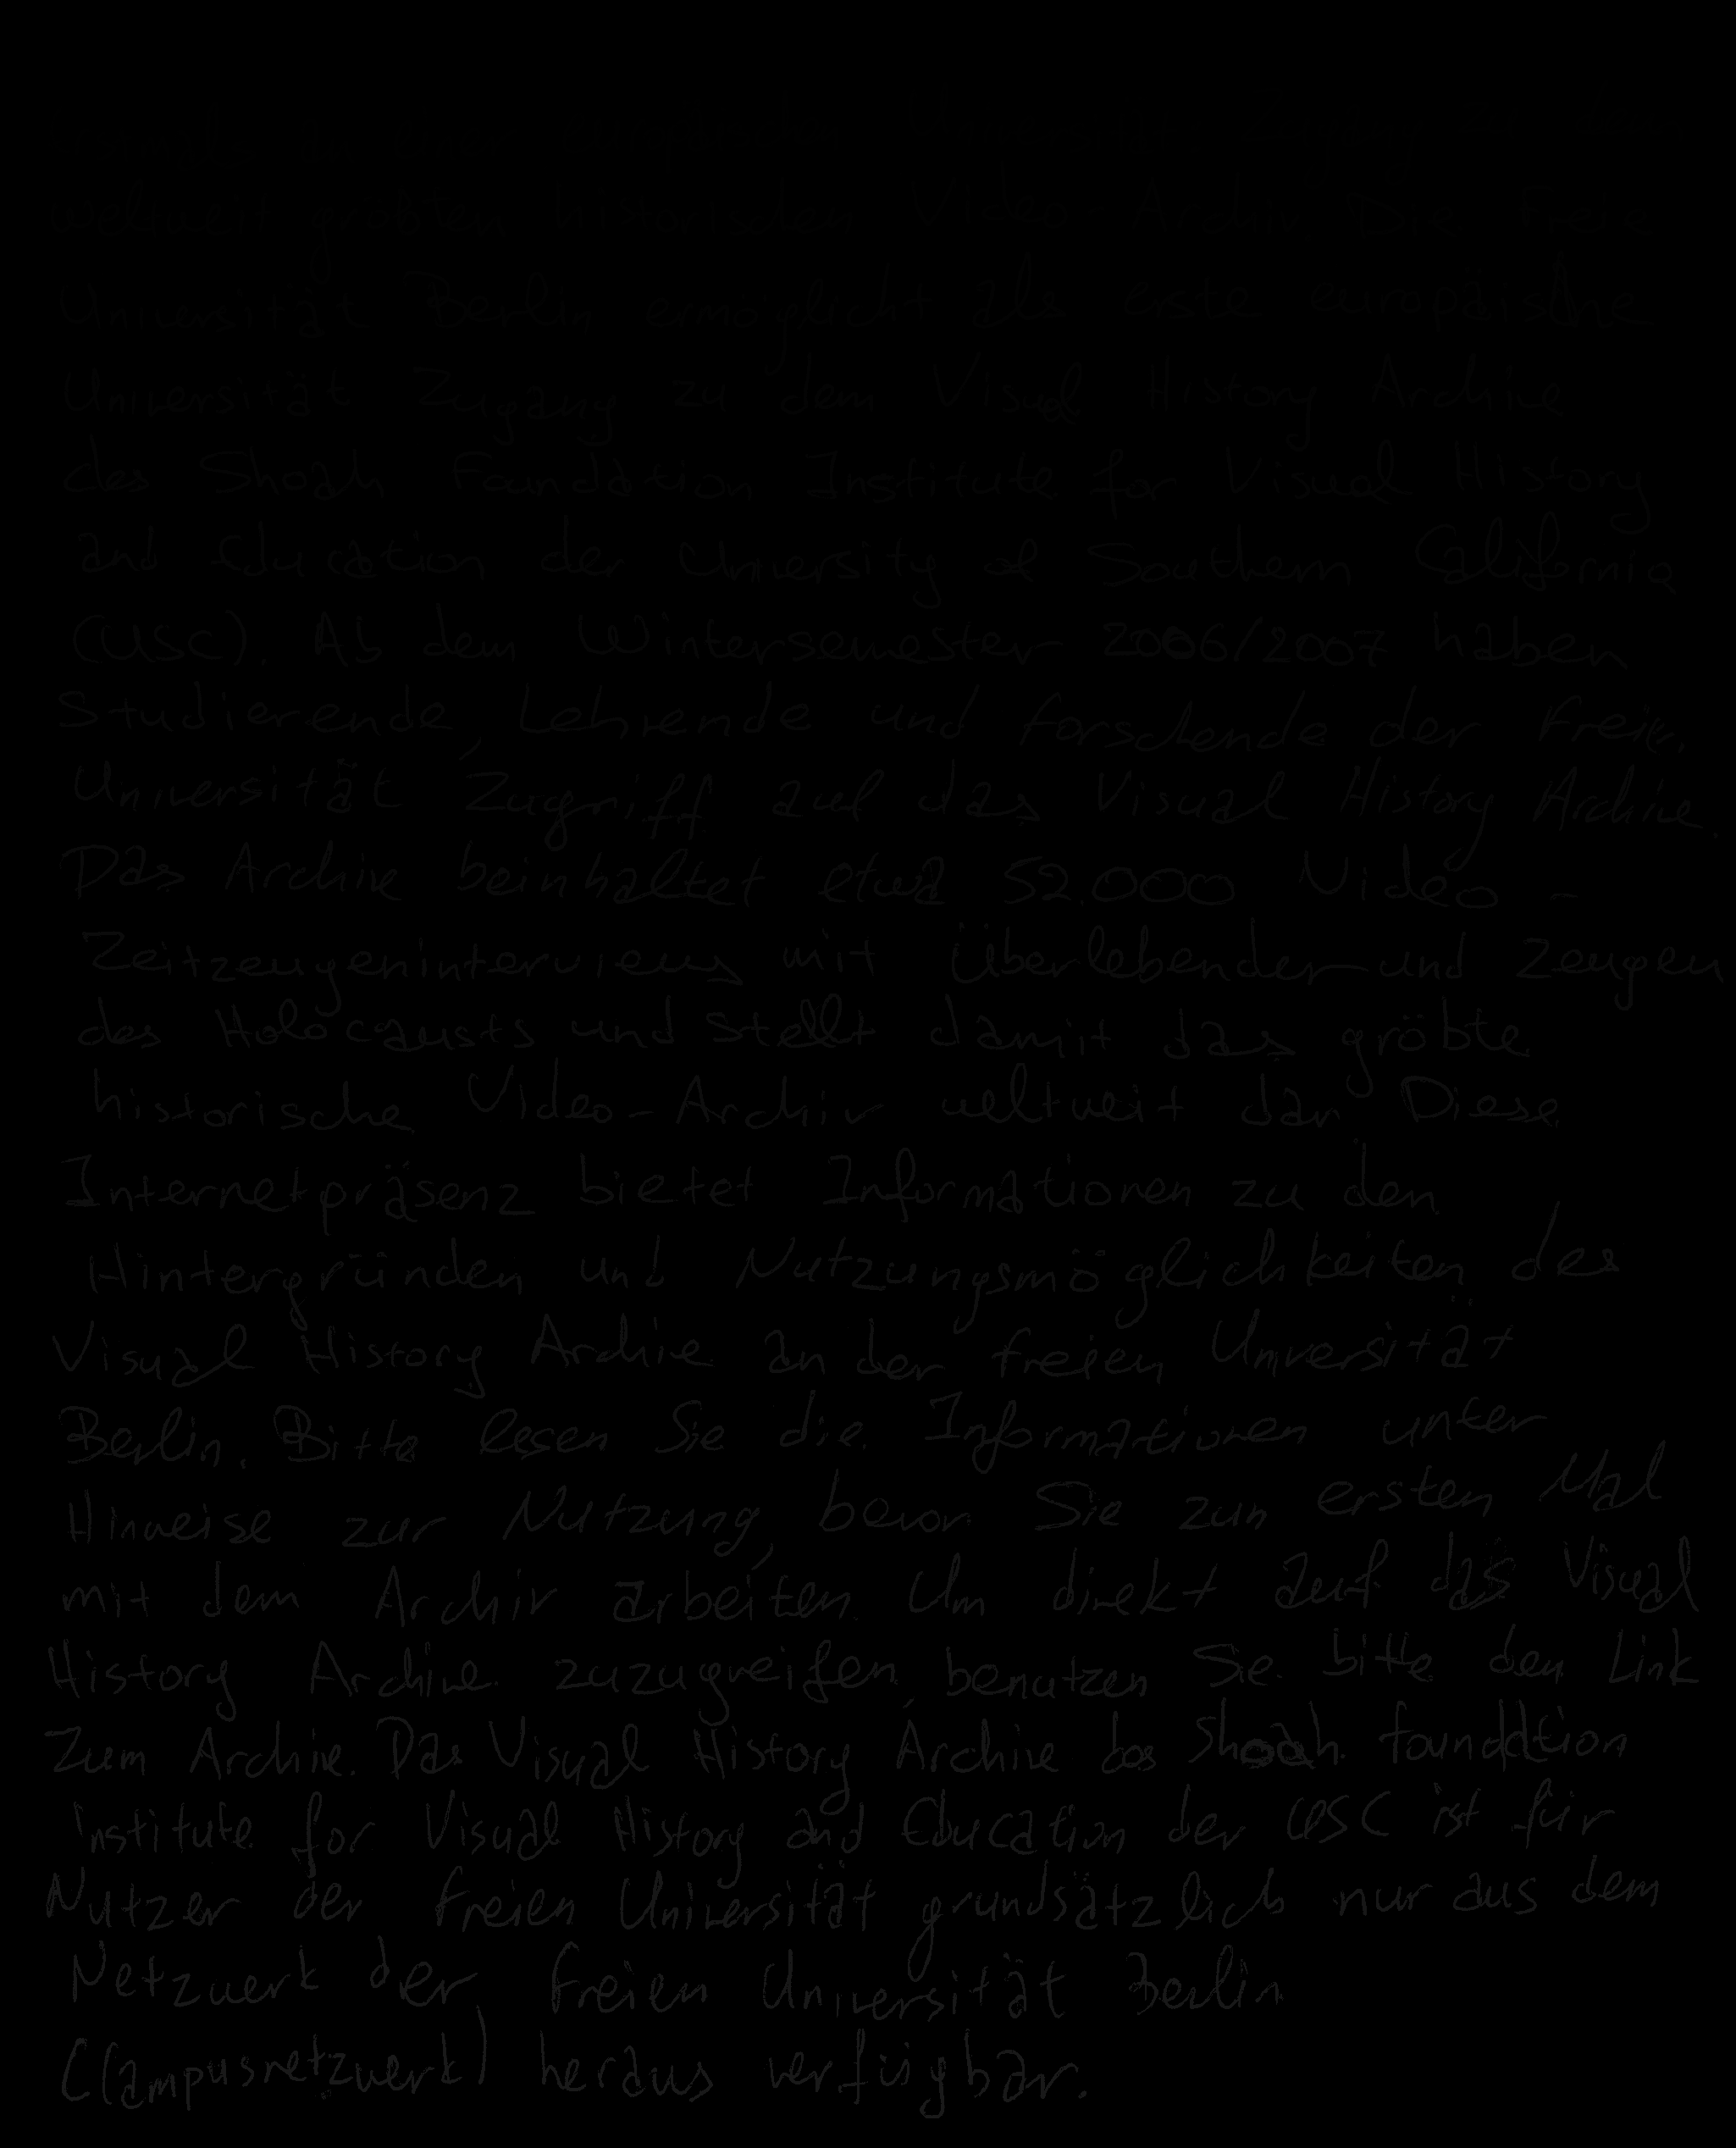 weltweit größten historischen Video-Archiv. Die Freie
Universität Berlin ermöglicht als erste europäische
Universität Zugang zu dem Visual History Archive
des Shoah Foundation Institute for Visual History
and Education der University of Southern California
(USC). Ab dem Wintersemester 2006/2007 haben
Studierende, Lehrende und Forschende der Freien
Universität Zugriff auf das Visual History Archive.
Das Archive beinhaltet etwa 52.000 Video-
Zeitzeugeninterviews mit Überlebenden und Zeugen
des Holocausts und stellt damit das größte
historische Video-Archiv weltweit dar. Diese
Internetpräsenz bietet Informationen zu den
Hintergründen und Nutzungsmöglichkeiten des
Visual History Archive an der Freien Universität
Berlin. Bitte lesen Sie die Informationen unter
Hinweise zur Nutzung, bevor Sie zum ersten Mal
mit dem Archiv arbeiten. Um direkt auf das Visual
History Archive zuzugreifen, benutzen Sie bitte den Link
zum Archive. Das Visual History Archive des Shoah Foundation
Institute for Visual History and Education der USC ist für
Nutzer der Freien Universität grundsätzlich nur aus dem
Netzwerk der Freien Universität Berlin
(Campusnetzwerk) heraus verfügbar.